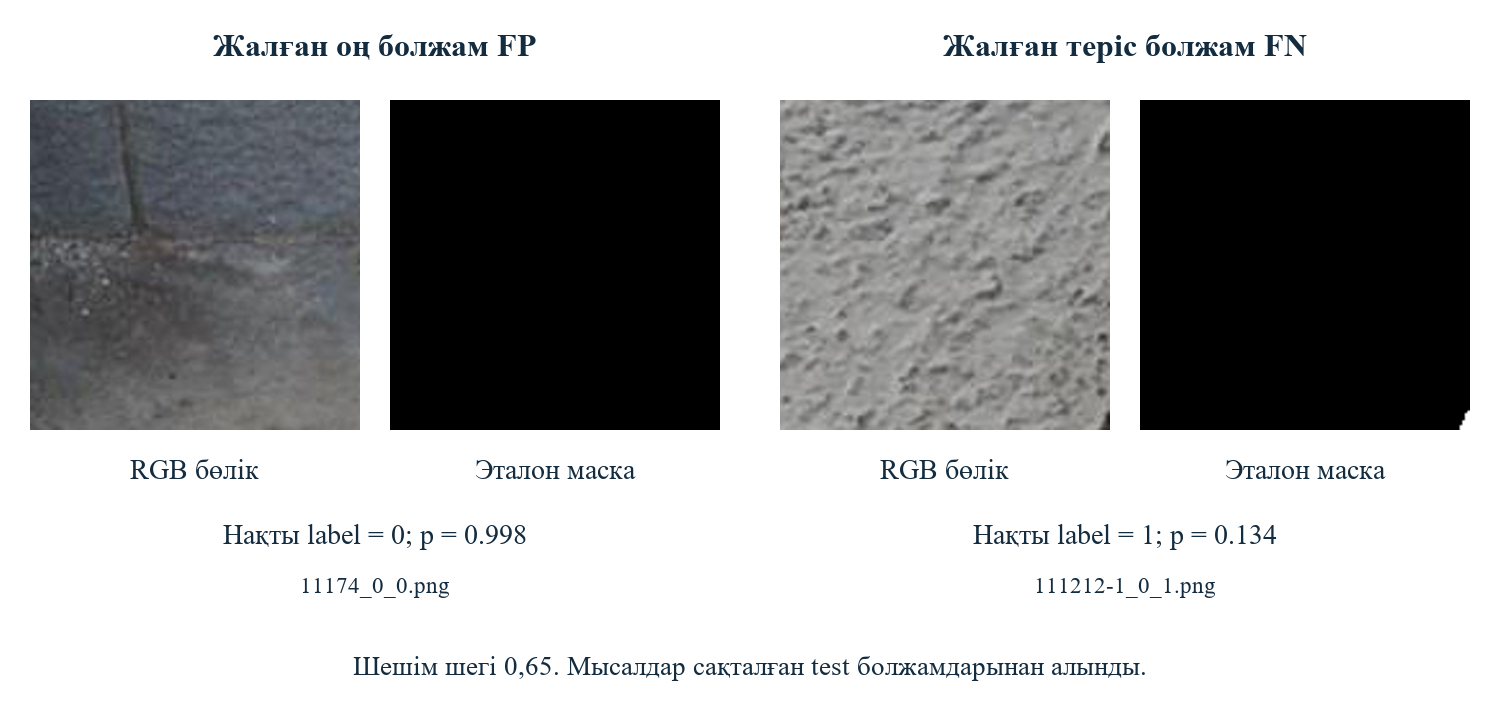 Жалған оң болжам FP
Жалған теріс болжам FN
RGB бөлік
Эталон маска
RGB бөлік
Эталон маска
Нақты label = 0; p = 0.998
Нақты label = 1; p = 0.134
11174_0_0.png
111212-1_0_1.png
Шешім шегі 0,65. Мысалдар сақталған test болжамдарынан алынды.